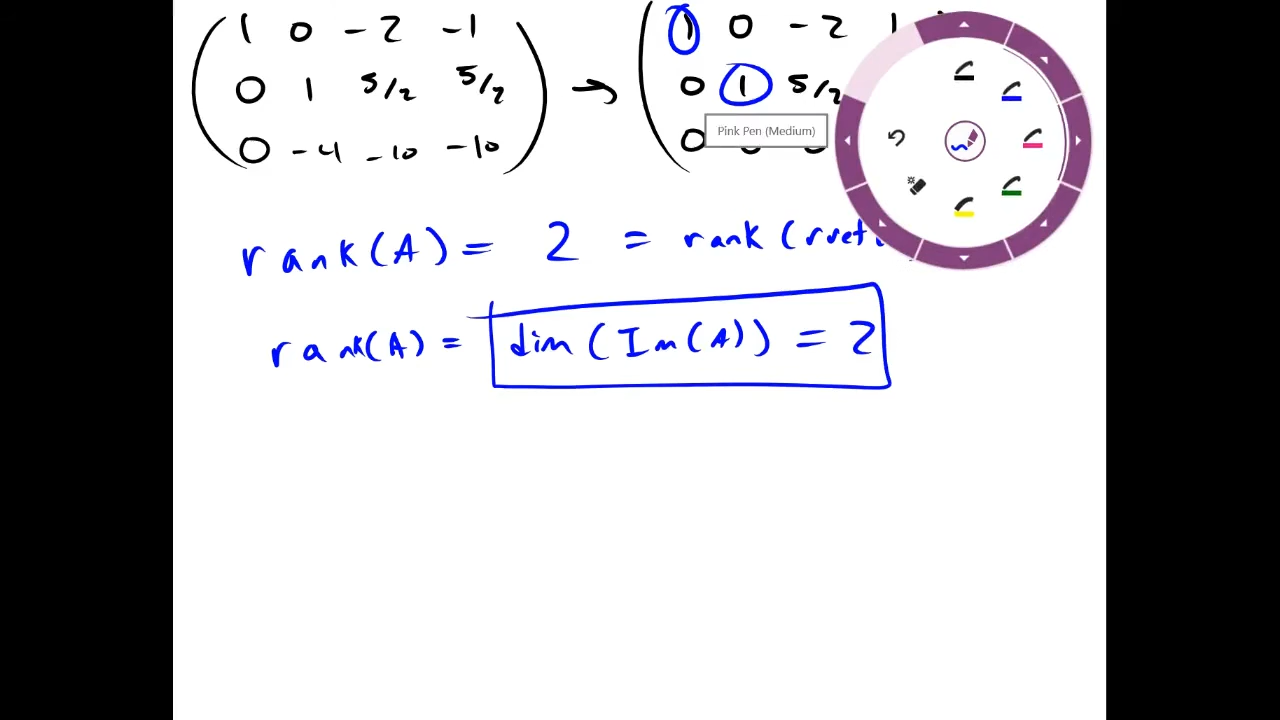 1 0 -2 -1 1 0 -2
0 1 5/2 5/2 → 0 1 5/2
0 -4 -10 -10 0
Pink Pen (Medium)
rank(A) = 2 = rank (rref
rank(A) = dim(Im(A)) = 2